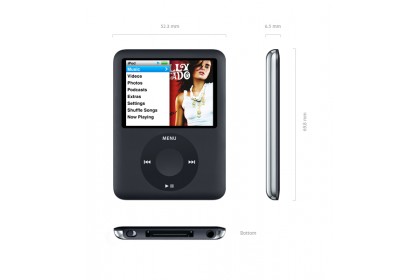 52.3 mm
6.5 mm
iPod
Music
Videos
Photos
Podcasts
Extras
Settings
Shuffle Songs
Now Playing
MENU
Bottom